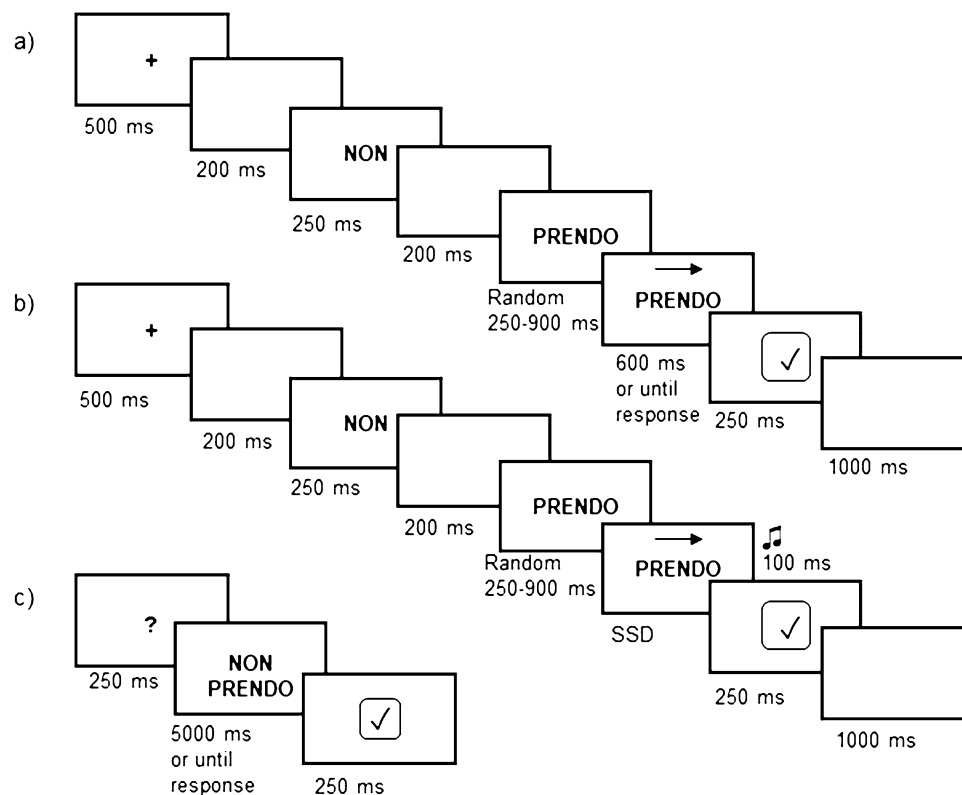 a)
+
500 ms
200 ms
NON
250 ms
200 ms
PRENDO
Random
250-900 ms
PRENDO
600 ms
or until
response
250 ms
1000 ms
b)
+
500 ms
200 ms
NON
250 ms
200 ms
PRENDO
Random
250-900 ms
PRENDO
100 ms
SSD
250 ms
1000 ms
c)
?
250 ms
NON
PRENDO
5000 ms
or until
response
250 ms